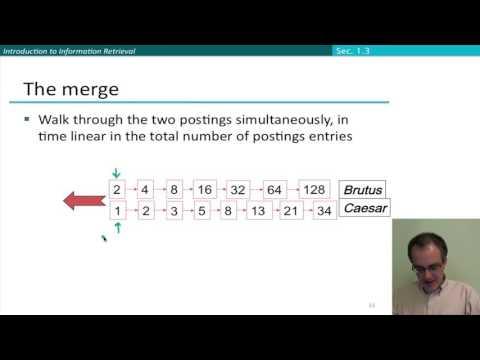 Introduction to Information Retrieval
Sec. 1.3
The merge
Walk through the two postings simultaneously, in
time linear in the total number of postings entries
2 4 8 16 32 64 128 Brutus
1 2 3 5 8 13 21 34 Caesar